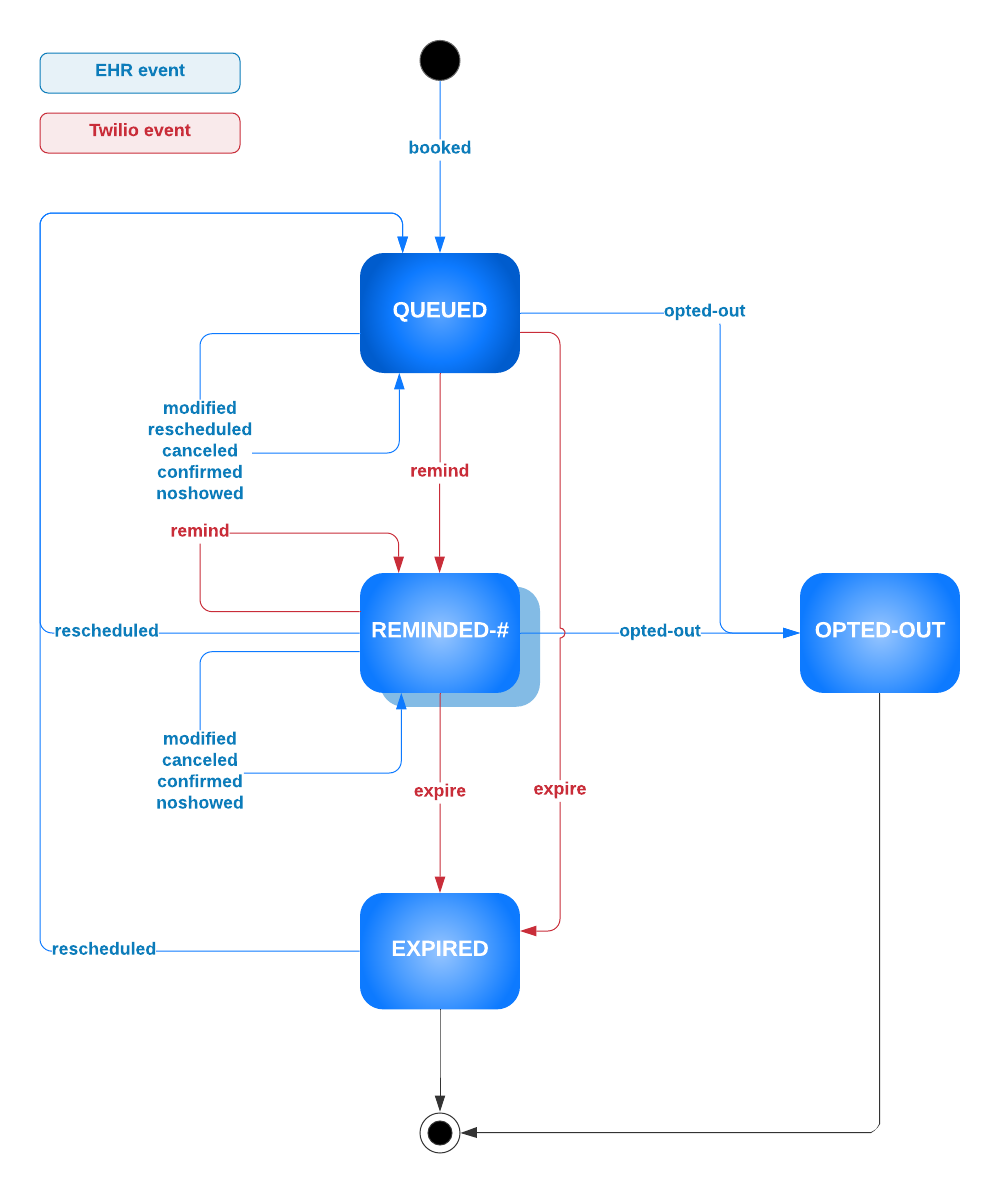 EHR event
Twilio event
booked
QUEUED
opted-out
modified
rescheduled
canceled
confirmed
noshowed
remind
remind
rescheduled
REMINDED-#
opted-out
OPTED-OUT
modified
canceled
confirmed
noshowed
expire
expire
rescheduled
EXPIRED